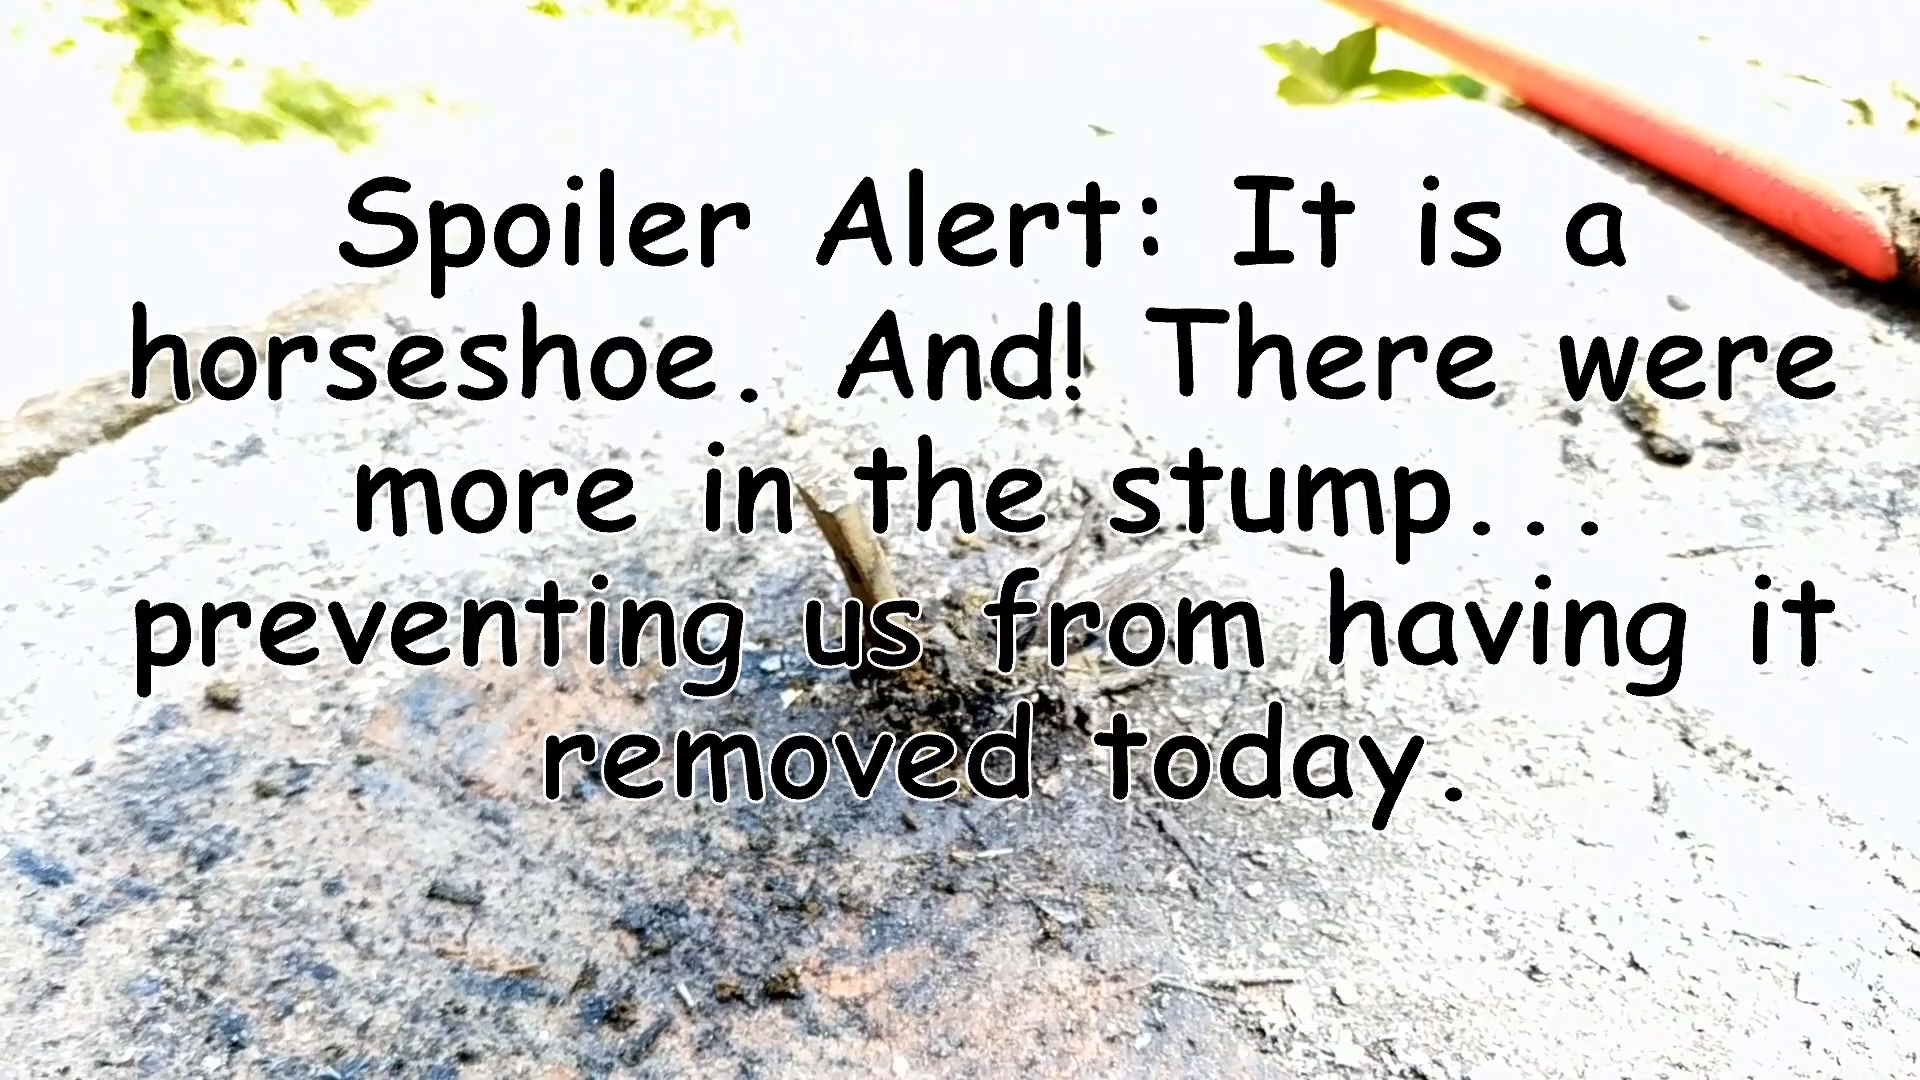 Spoiler Alert: It is a
horseshoe. And! There were
more in the stump...
preventing us from having it
removed today.